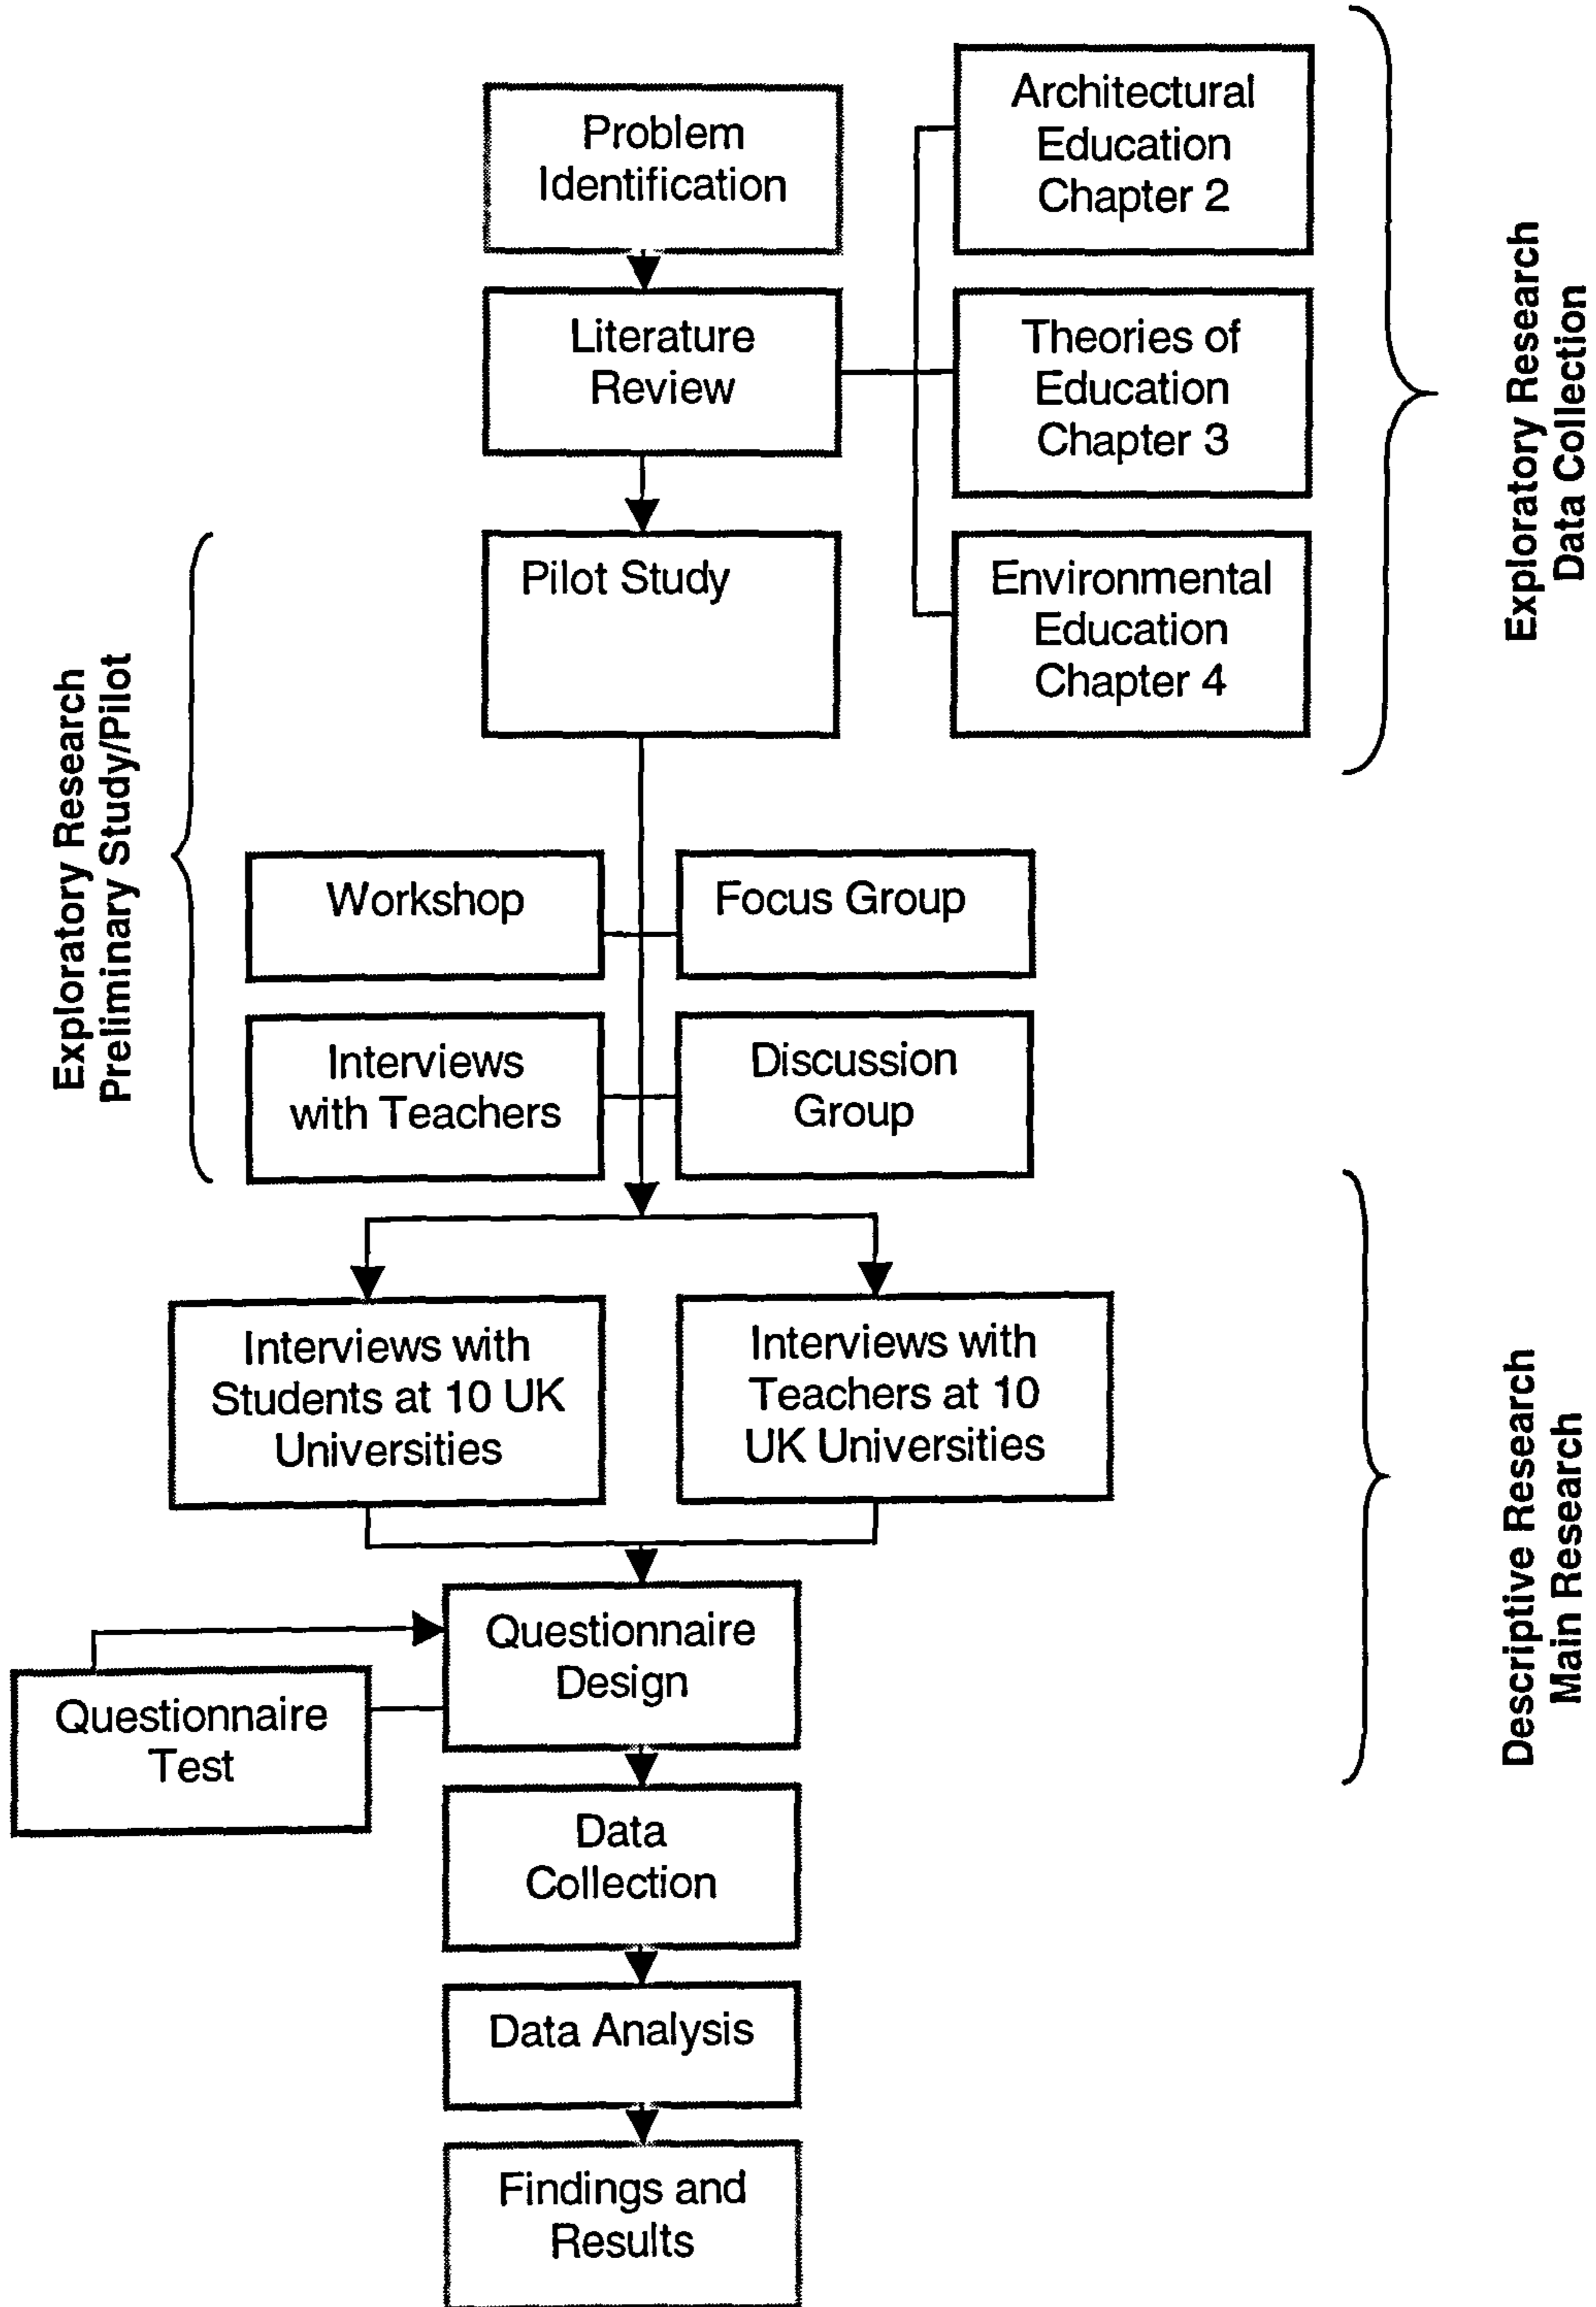 Problem
Identification
Architectural
Education
Chapter 2
Literature
Review
Theories of
Education
Chapter 3
Environmental
Education
Chapter 4
Exploratory Research
Data Collection
Pilot Study
Workshop
Focus Group
Interviews
with Teachers
Discussion
Group
Exploratory Research
Preliminary Study/Pilot
Interviews with
Students at 10 UK
Universities
Interviews with
Teachers at 10
UK Universities
Questionnaire
Design
Questionnaire
Test
Descriptive Research
Main Research
Data
Collection
Data Analysis
Findings and
Results